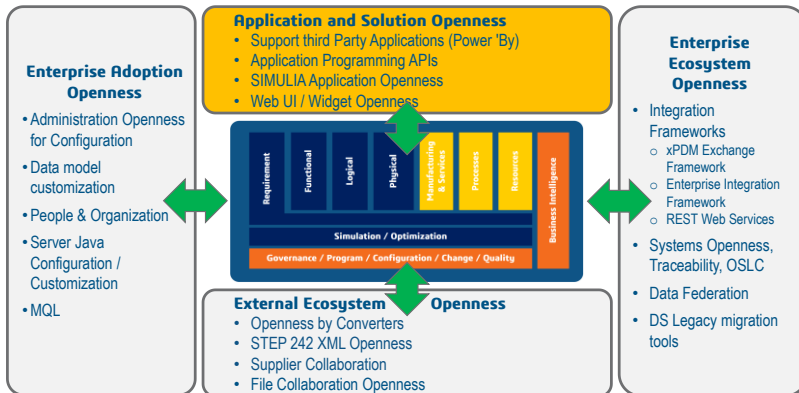 Application and Solution Openness
• Support third Party Applications (Power 'By)
• Application Programming APIs
• SIMULIA Application Openness
• Web UI / Widget Openness
Enterprise Adoption
Openness
• Administration Openness
for Configuration
• Data model
customization
• People & Organization
• Server Java
Configuration /
Customization
• MQL
Requirement
Functional
Logical
Physical
Manufacturing
& Services
Processes
Resources
Business Intelligence
Simulation / Optimization
Governance / Program / Configuration / Change / Quality
Enterprise
Ecosystem
Openness
• Integration
Frameworks
o xPDM Exchange
Framework
o Enterprise Integration
Framework
o REST Web Services
• Systems Openness,
Traceability, OSLC
• Data Federation
• DS Legacy migration
tools
External Ecosystem Openness
• Openness by Converters
• STEP 242 XML Openness
• Supplier Collaboration
• File Collaboration Openness